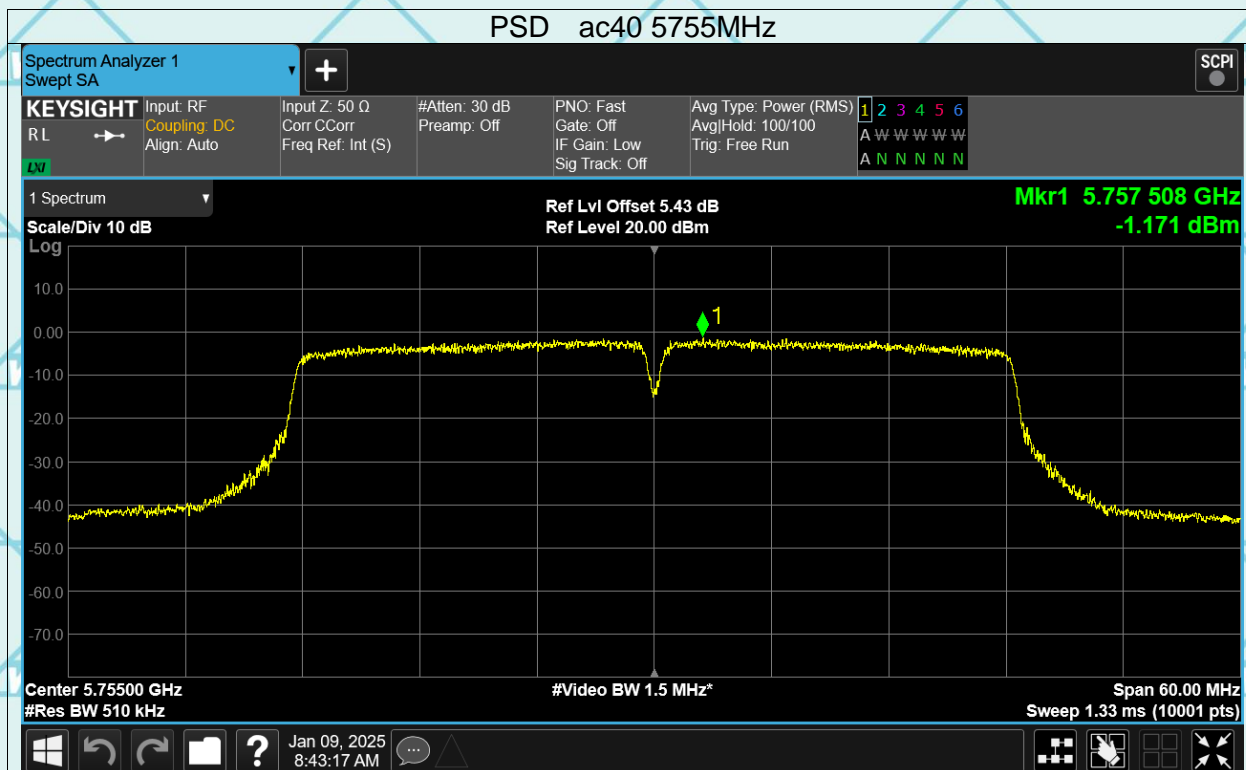 PSD ac40 5755MHz
Spectrum Analyzer 1
Swept SA
SCPI
KEYSIGHT Input: RF Input Z: 50 Ω #Atten: 30 dB PNO: Fast Avg Type: Power (RMS) 1 2 3 4 5 6
RL Coupling: DC Corr CCorr Preamp: Off Gate: Off Avg|Hold: 100/100 A W W W W W
Align: Auto Freq Ref: Int (S) IF Gain: Low Trig: Free Run A N N N N N
LXI Sig Track: Off
1 Spectrum Ref Lvl Offset 5.43 dB Mkr1 5.757 508 GHz
Scale/Div 10 dB Ref Level 20.00 dBm -1.171 dBm
Log
10.0
1
0.00
-10.0
-20.0
-30.0
-40.0
-50.0
-60.0
-70.0
Center 5.75500 GHz #Video BW 1.5 MHz* Span 60.00 MHz
#Res BW 510 kHz Sweep 1.33 ms (10001 pts)
? Jan 09, 2025
8:43:17 AM